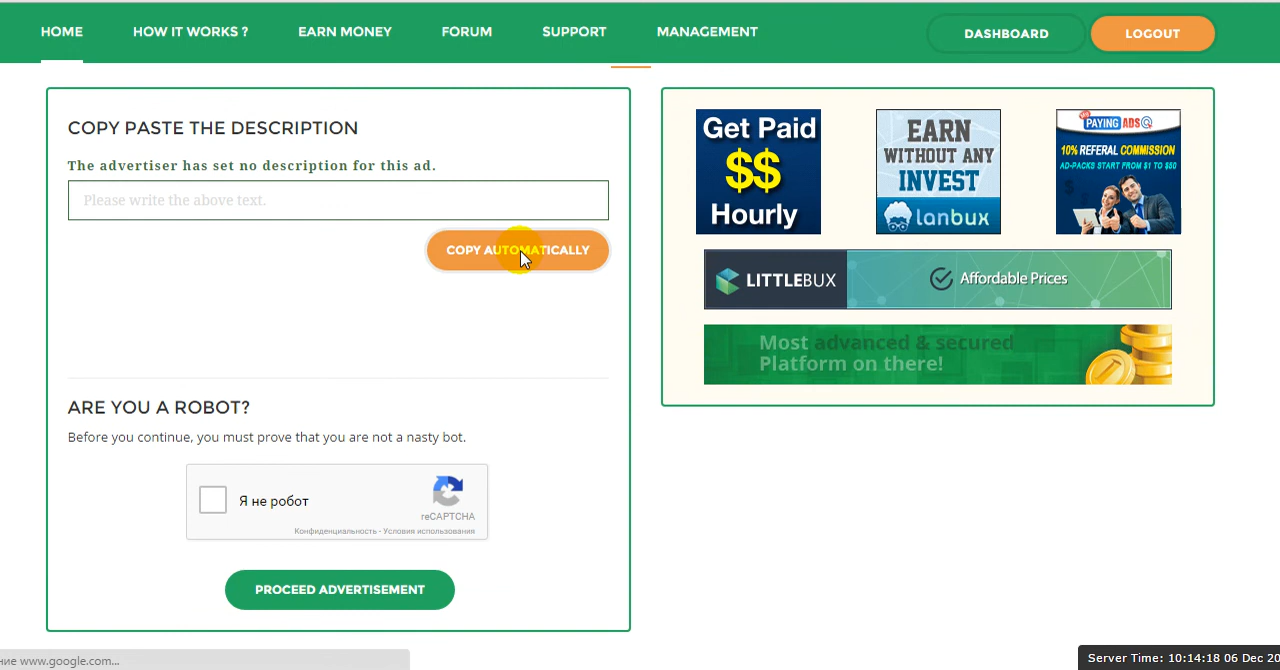 HOME HOW IT WORKS ? EARN MONEY FORUM SUPPORT MANAGEMENT DASHBOARD LOGOUT
COPY PASTE THE DESCRIPTION
The advertiser has set no description for this ad.
Please write the above text.
COPY AUTOMATICALLY
ARE YOU A ROBOT?
Before you continue, you must prove that you are not a nasty bot.
Я не робот
reCAPTCHA
Конфиденциальность - Условия использования
PROCEED ADVERTISEMENT
Get Paid
$$
Hourly
EARN
WITHOUT ANY
INVEST
lanbux
MY
PAYING ADS
10% REFERAL COMMISSION
AD-PACKS START FROM $1 TO $50
LITTLEBUX Affordable Prices
Most advanced & secured
Platform on there!
ние www.google.com...
Server Time: 10:14:18 06 Dec 20